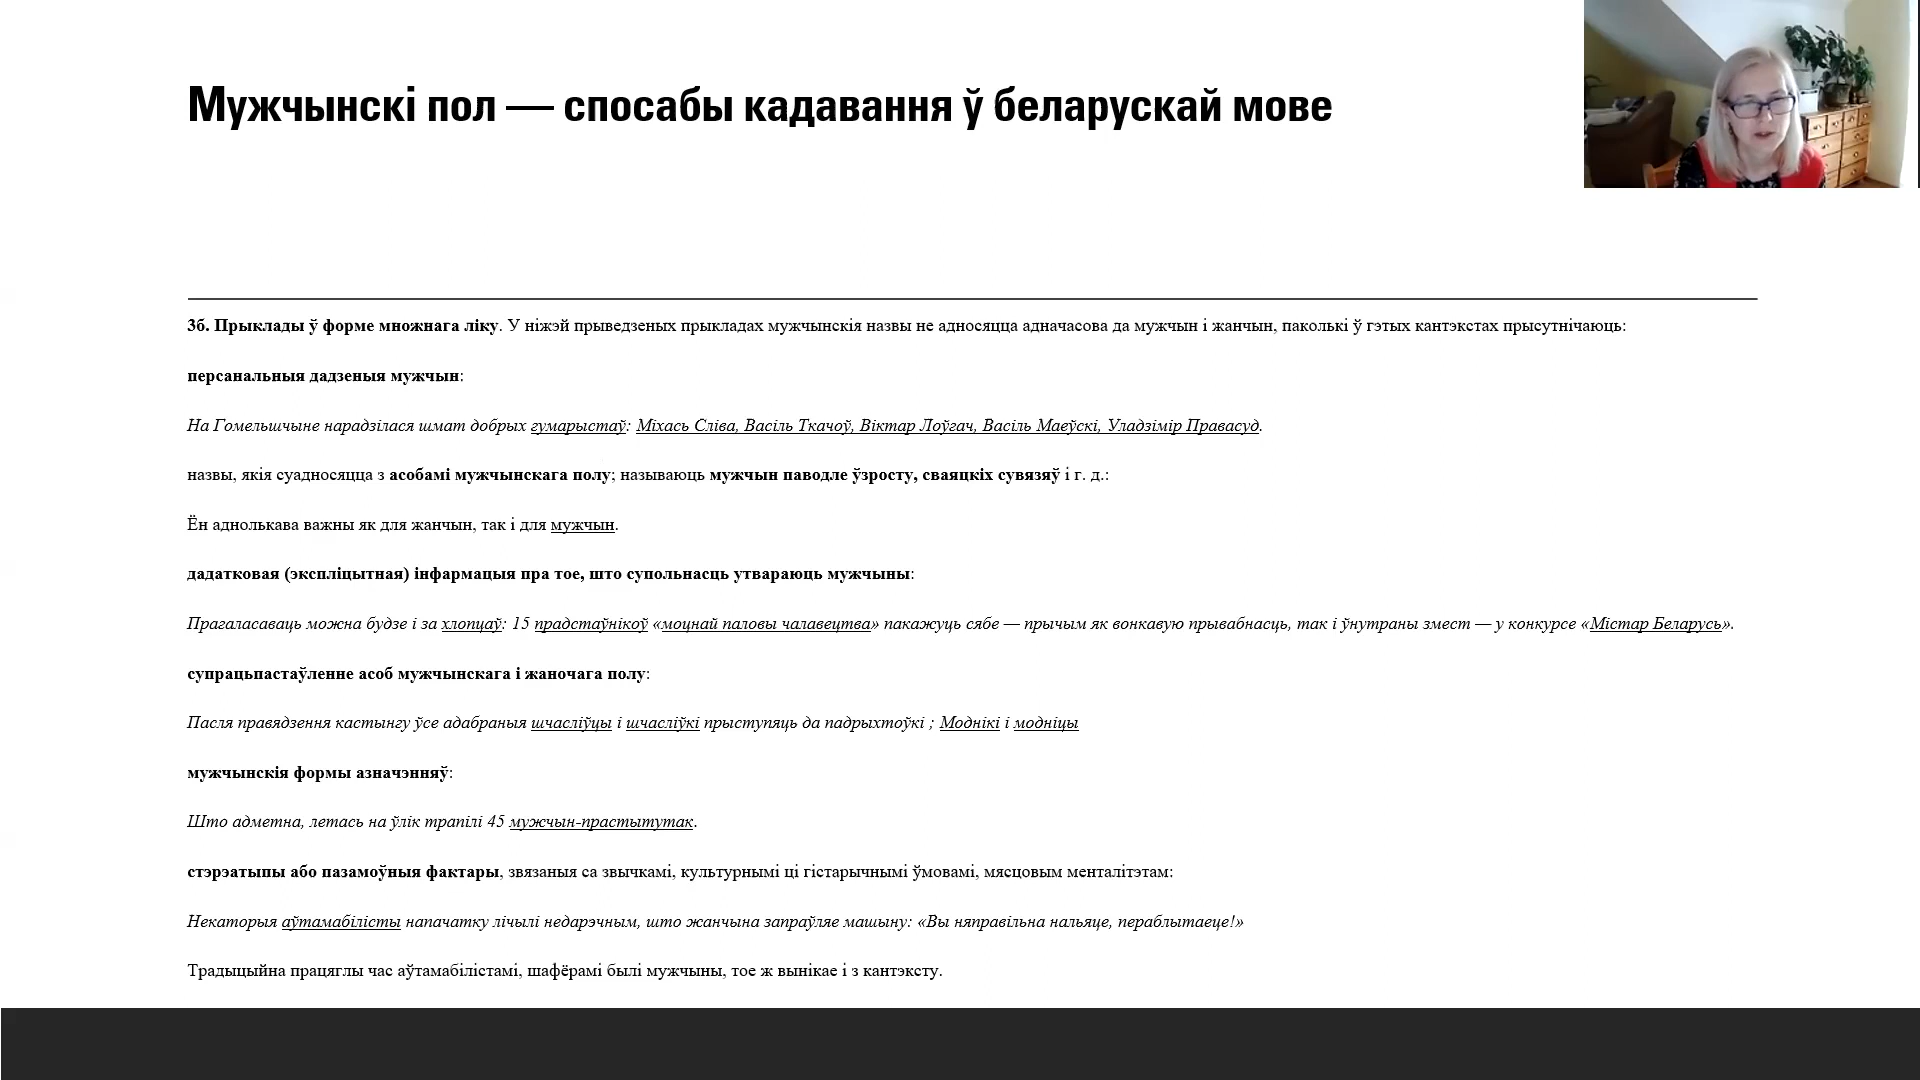 Мужчынскі пол — спосабы кадавання ў беларускай мове
3б. Прыклады ў форме множнага ліку. У ніжэй прыведзеных прыкладах мужчынскія назвы не адносяцца адначасова да мужчын і жанчын, паколькі ў гэтых кантэкстах прысутнічаюць:
персанальныя дадзеныя мужчын:
На Гомельшчыне нарадзілася шмат добрых гумарыстаў: Міхась Сліва, Васіль Ткачоў, Віктар Лоўгач, Васіль Маеўскі, Уладзімір Правасуд.
назвы, якія суадносяцца з асобамі мужчынскага полу; называюць мужчын паводле ўзросту, сваяцкіх сувязяў і г. д.:
Ён аднолькава важны як для жанчын, так і для мужчын.
дадатковая (экспліцытная) інфармацыя пра тое, што супольнасць утвараюць мужчыны:
Прагаласаваць можна будзе і за хлопцаў: 15 прадстаўнікоў «моцнай паловы чалавецтва» пакажуць сябе — прычым як вонкавую прывабнасць, так і ўнутраны змест — у конкурсе «Містар Беларусь».
супрацьпастаўленне асоб мужчынскага і жаночага полу:
Пасля правядзення кастынгу ўсе адабраныя шчасліўцы і шчасліўкі прыступяць да падрыхтоўкі ; Моднікі і модніцы
мужчынскія формы азначэнняў:
Што адметна, летась на ўлік трапілі 45 мужчын-прастытутак.
стэрэатыпы або пазамоўныя фактары, звязаныя са звычкамі, культурнымі ці гістарычнымі ўмовамі, мясцовым менталітэтам:
Некаторыя аўтамабілісты напачатку лічылі недарэчным, што жанчына запраўляе машыну: «Вы няправільна нальяце, пераблытаеце!»
Традыцыйна працяглы час аўтамабілістамі, шафёрамі былі мужчыны, тое ж вынікае і з кантэксту.